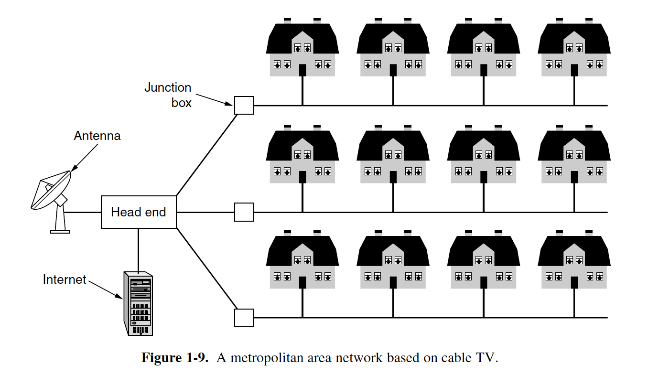 Junction
box
Antenna
Head end
Internet
Figure 1-9. A metropolitan area network based on cable TV.